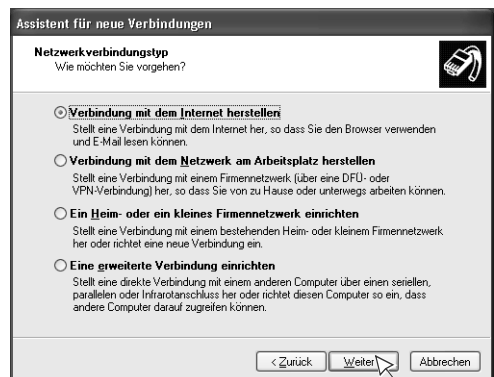 Assistent für neue Verbindungen
Netzwerkverbindungstyp
Wie möchten Sie vorgehen?
Verbindung mit dem Internet herstellen
Stellt eine Verbindung mit dem Internet her, so dass Sie den Browser verwenden
und E-Mail lesen können.
Verbindung mit dem Netzwerk am Arbeitsplatz herstellen
Stellt eine Verbindung mit einem Firmennetzwerk (über eine DFÜ- oder
VPN-Verbindung) her, so dass Sie von zu Hause oder unterwegs arbeiten können.
Ein Heim- oder ein kleines Firmennetzwerk einrichten
Stellt eine Verbindung mit einem bestehenden Heim- oder kleinem Firmennetzwerk
her oder richtet eine neue Verbindung ein.
Eine erweiterte Verbindung einrichten
Stellt eine direkte Verbindung mit einem anderen Computer über einen seriellen,
parallelen oder Infrarotanschluss her oder richtet diesen Computer so ein, dass
andere Computer darauf zugreifen können.
< Zurück Weiter > Abbrechen